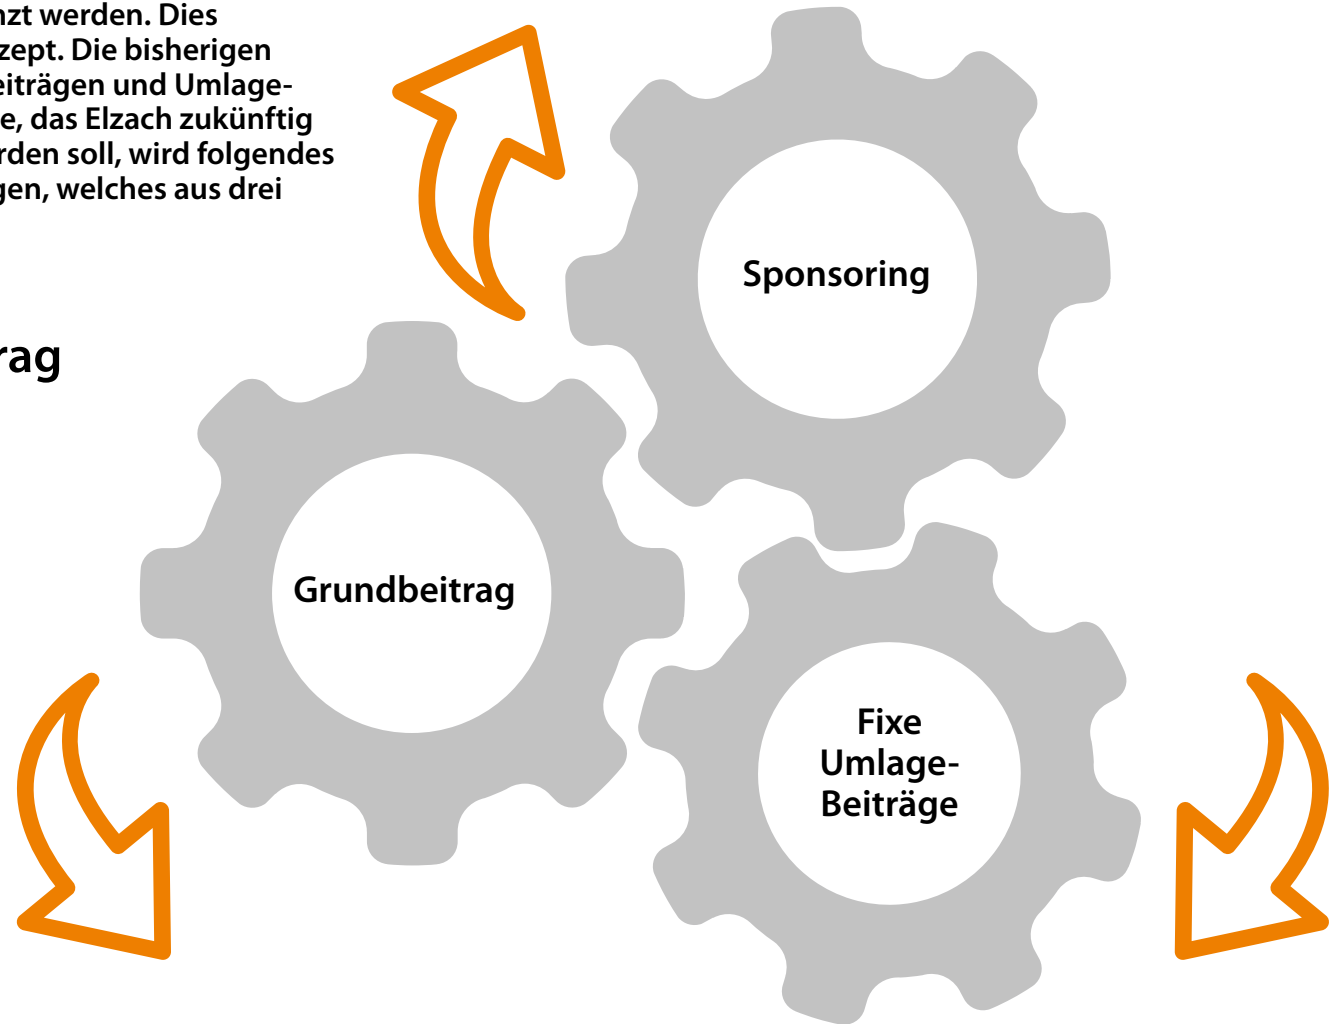 nzt werden. Dies
zept. Die bisherigen
eiträgen und Umlage-
e, das Elzach zukünftig
rden soll, wird folgendes
gen, welches aus drei
rag
Sponsoring
Grundbeitrag
Fixe
Umlage-
Beiträge